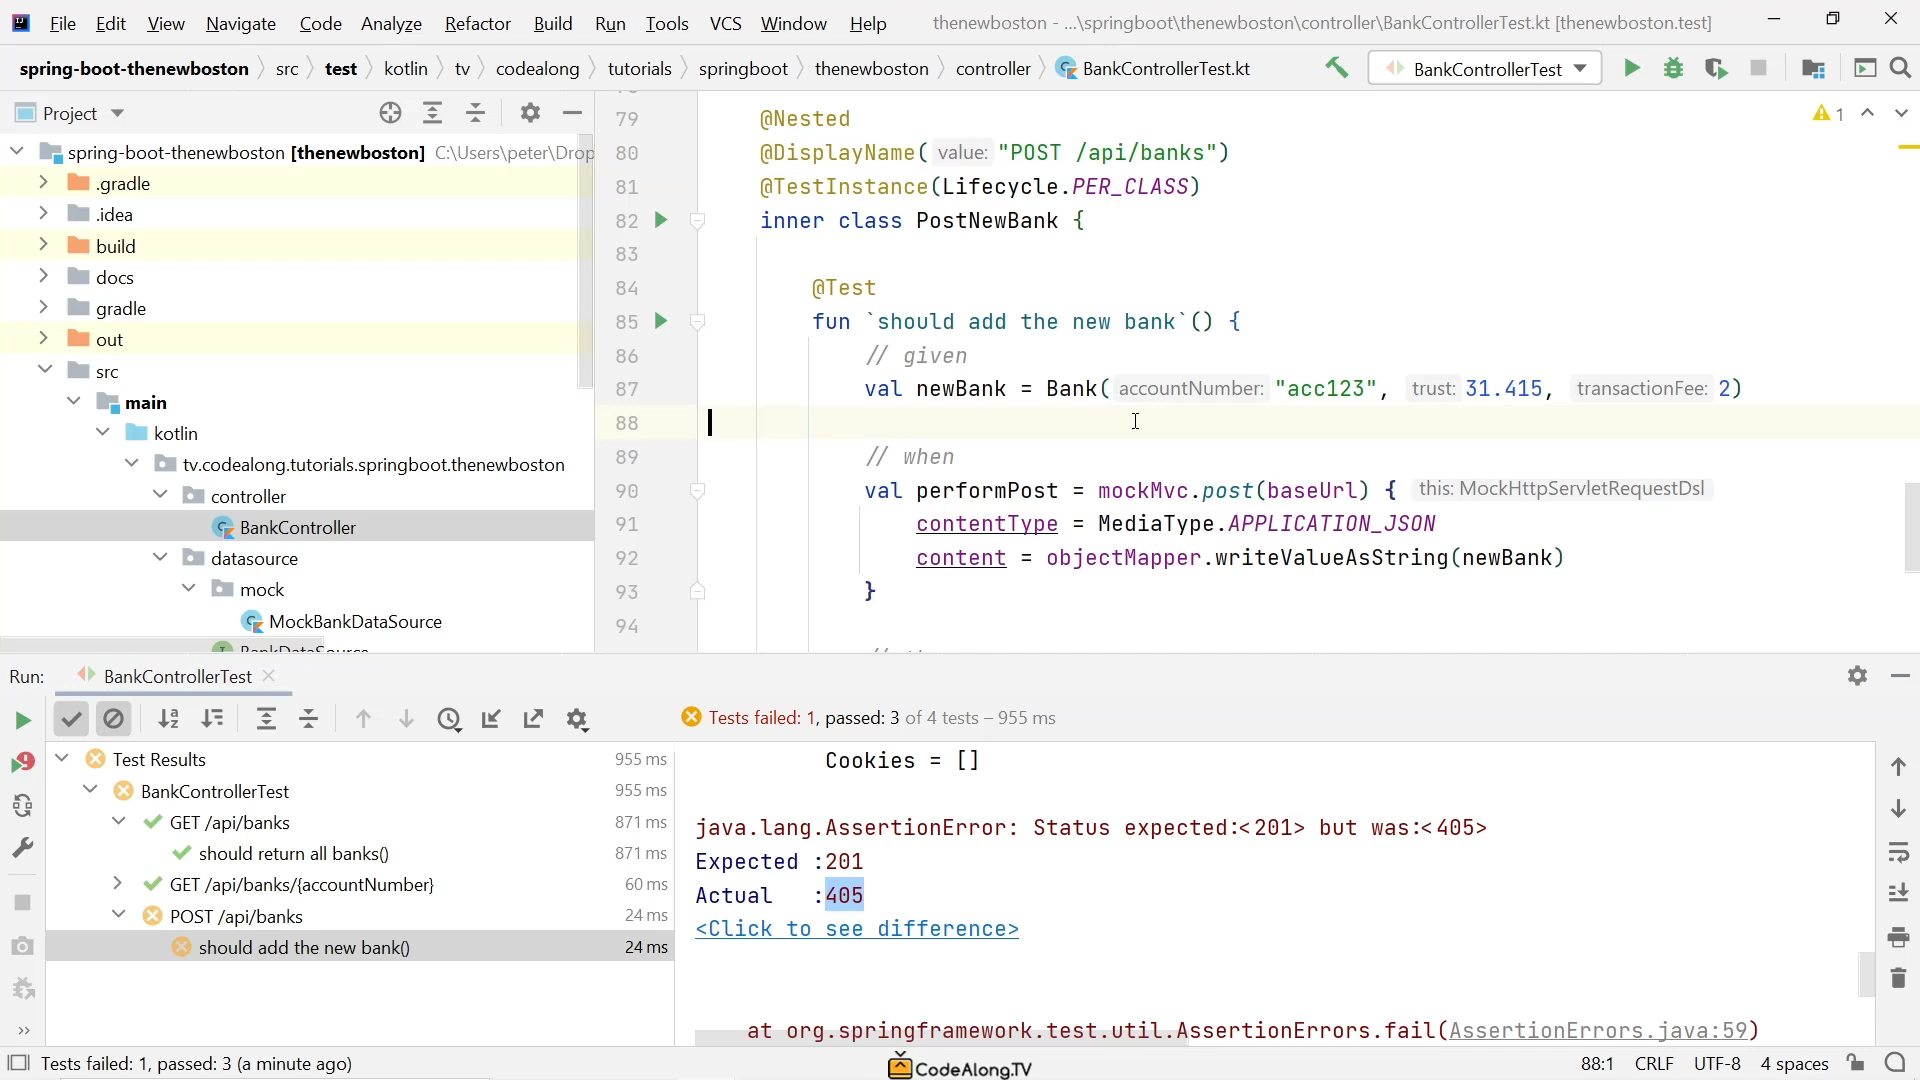 File Edit View Navigate Code Analyze Refactor Build Run Tools VCS Window Help thenewboston - ...\springboot\thenewboston\controller\BankControllerTest.kt [thenewboston.test]
spring-boot-thenewboston src test kotlin tv codealong tutorials springboot thenewboston controller BankControllerTest.kt BankControllerTest
Project
spring-boot-thenewboston [thenewboston] C:\Users\peter\Drop
.gradle
.idea
build
docs
gradle
out
src
main
kotlin
tv.codealong.tutorials.springboot.thenewboston
controller
BankController
datasource
mock
MockBankDataSource
BankDataSource
1
79 @Nested
80 @DisplayName( value: "POST /api/banks")
81 @TestInstance(Lifecycle.PER_CLASS)
82 inner class PostNewBank {
83
84 @Test
85 fun `should add the new bank`() {
86 // given
87 val newBank = Bank( accountNumber: "acc123", trust: 31.415, transactionFee: 2)
88
89 // when
90 val performPost = mockMvc.post(baseUrl) { this: MockHttpServletRequestDsl
91 contentType = MediaType.APPLICATION_JSON
92 content = objectMapper.writeValueAsString(newBank)
93 }
94
Run: BankControllerTest
Tests failed: 1, passed: 3 of 4 tests – 955 ms
Test Results 955 ms
BankControllerTest 955 ms
GET /api/banks 871 ms
should return all banks() 871 ms
GET /api/banks/{accountNumber} 60 ms
POST /api/banks 24 ms
should add the new bank() 24 ms
Cookies = []
java.lang.AssertionError: Status expected:<201> but was:<405>
Expected :201
Actual :405
<Click to see difference>
at org.springframework.test.util.AssertionErrors.fail(AssertionErrors.java:59)
Tests failed: 1, passed: 3 (a minute ago) CodeAlong.TV 88:1 CRLF UTF-8 4 spaces